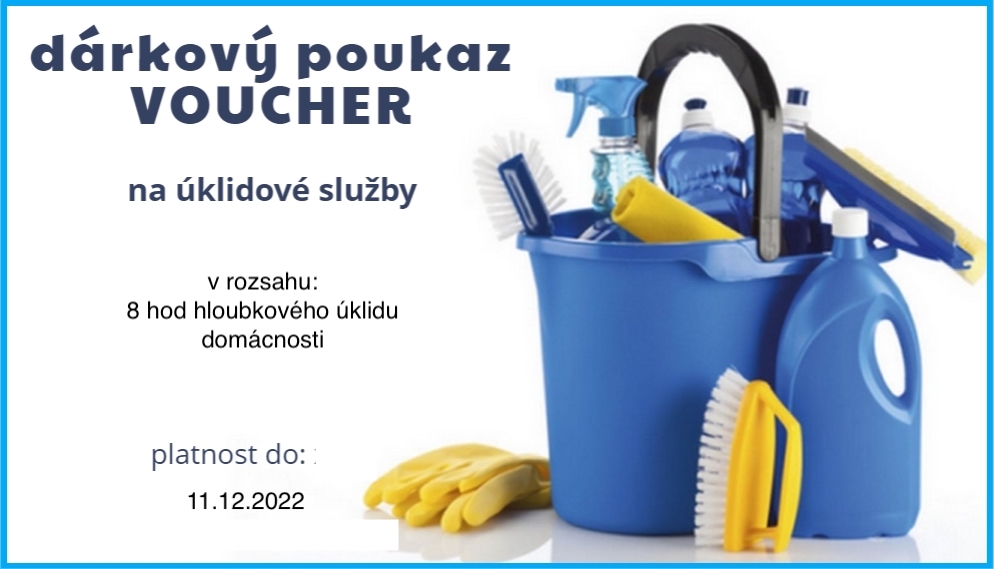 dárkový poukaz
VOUCHER
na úklidové služby
v rozsahu:
8 hod hloubkového úklidu
domácnosti
platnost do:
11.12.2022